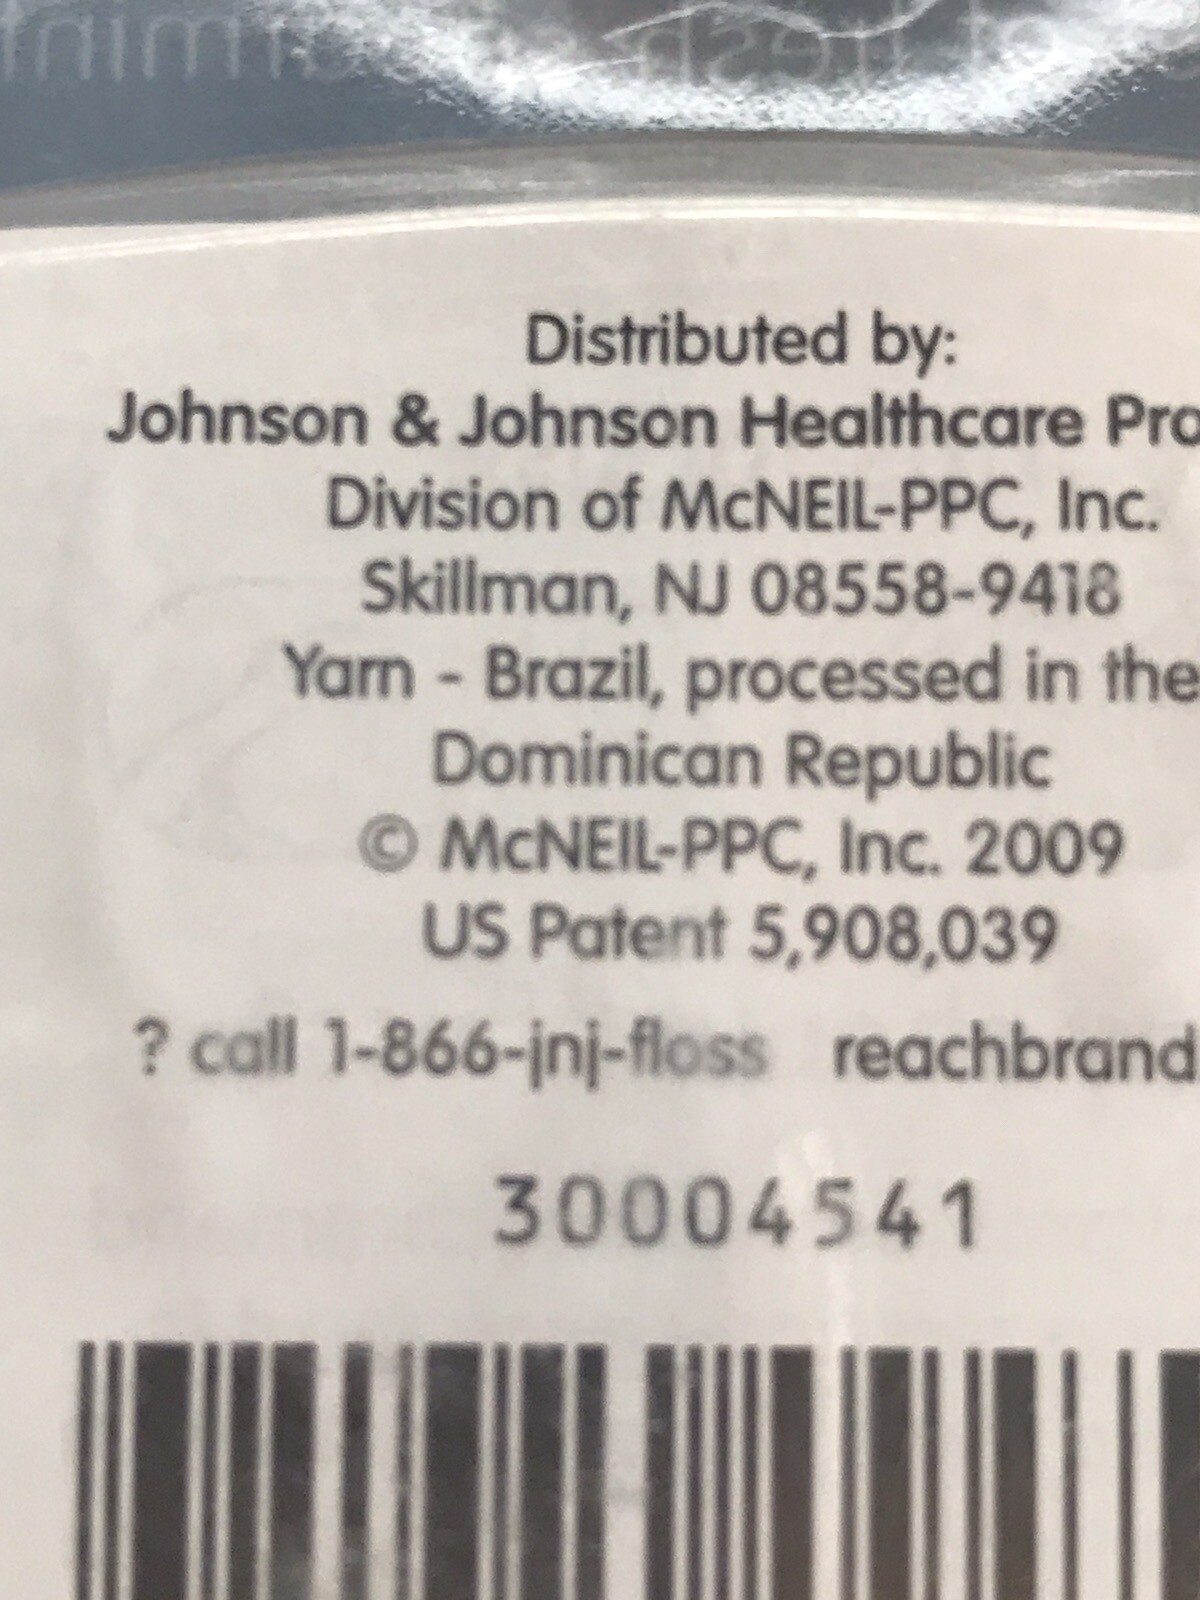 Distributed by:
Johnson & Johnson Healthcare Pro
Division of McNEIL-PPC, Inc.
Skillman, NJ 08558-9418
Yarn - Brazil, processed in the
Dominican Republic
© McNEIL-PPC, Inc. 2009
US Patent 5,908,039
? call 1-866-jnj-floss reachbrand
30004541